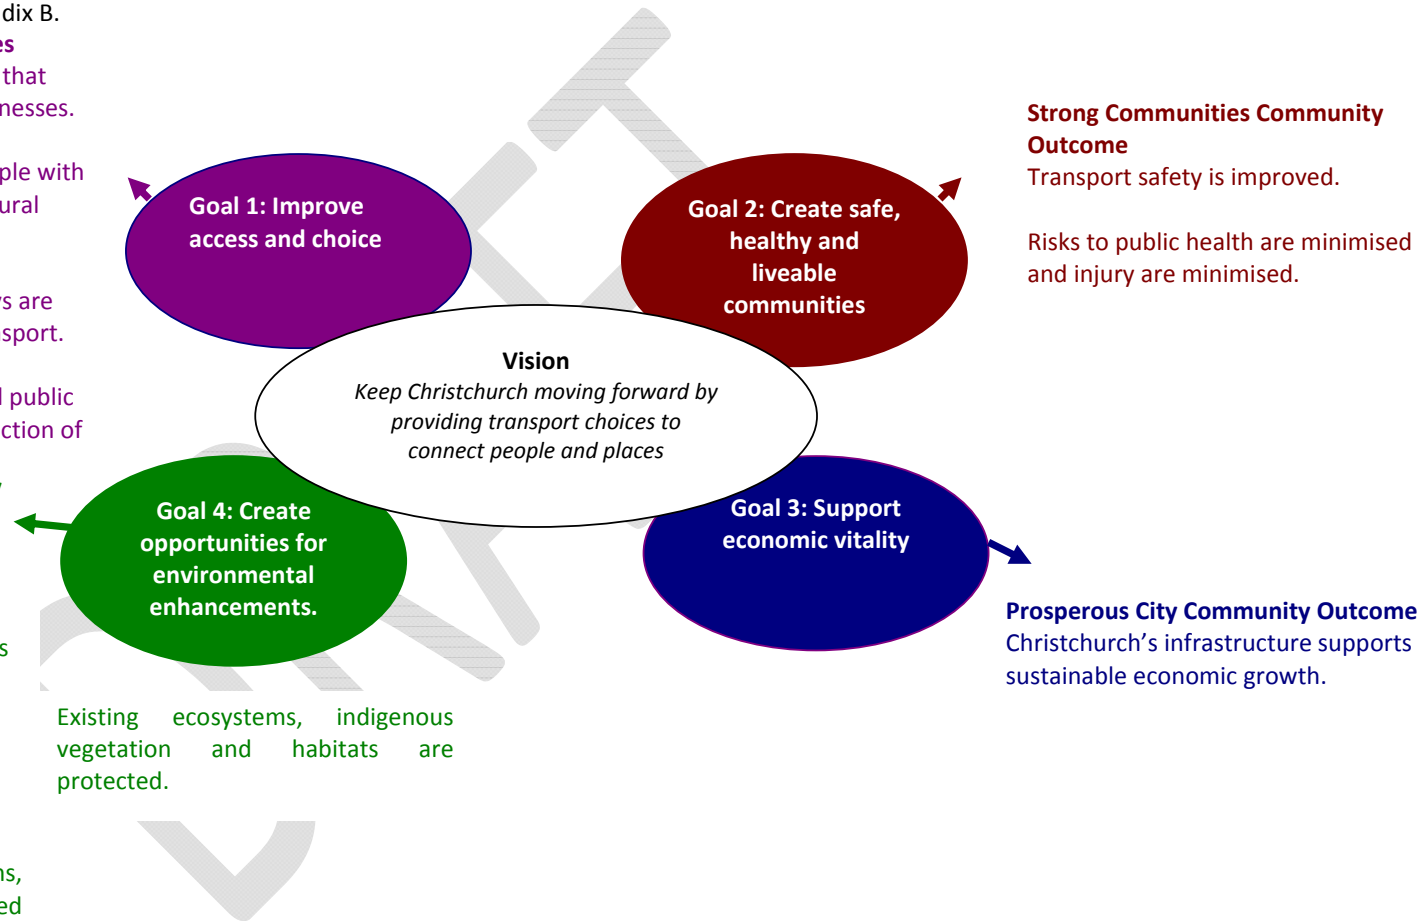 dix B.
es
that
nesses.
ple with
ural
s are
sport.
public
ction of
s
ns,
ed
Goal 1: Improve
access and choice
Goal 2: Create safe,
healthy and
liveable
communities
Strong Communities Community
Outcome
Transport safety is improved.
Risks to public health are minimised
and injury are minimised.
Vision
Keep Christchurch moving forward by
providing transport choices to
connect people and places
Goal 4: Create
opportunities for
environmental
enhancements.
Goal 3: Support
economic vitality
Prosperous City Community Outcome
Christchurch’s infrastructure supports
sustainable economic growth.
Existing ecosystems, indigenous
vegetation and habitats are
protected.
DRAFT